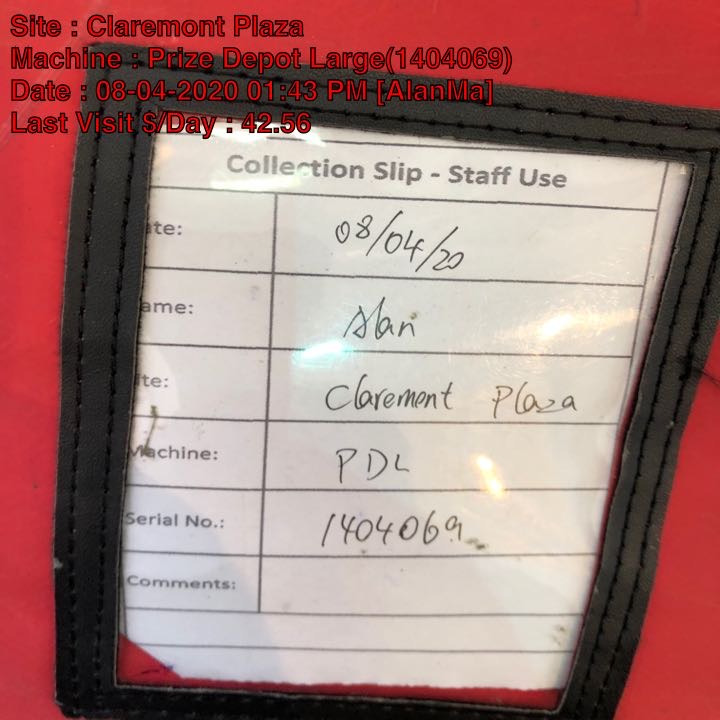 Site : Claremont Plaza
Machine : Prize Depot Large(1404069)
Date : 08-04-2020 01:43 PM [AlanMa]
Last Visit $/Day : 42.56
Collection Slip - Staff Use
ate: 08/04/20
ame: Alan
ite: Clarement Plaza
Machine: PDL
Serial No.: 1404069
Comments: